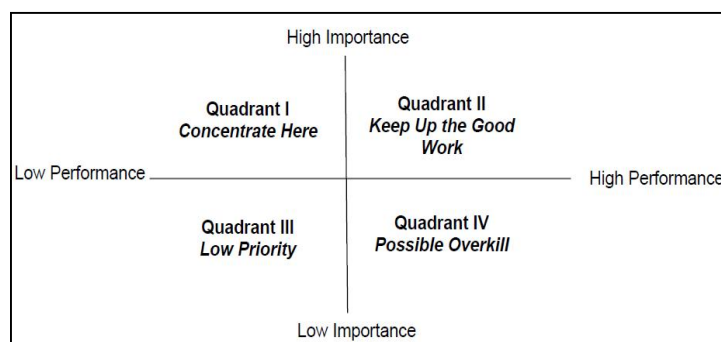 High Importance
Quadrant I
Concentrate Here
Quadrant II
Keep Up the Good
Work
Low Performance
High Performance
Quadrant III
Low Priority
Quadrant IV
Possible Overkill
Low Importance